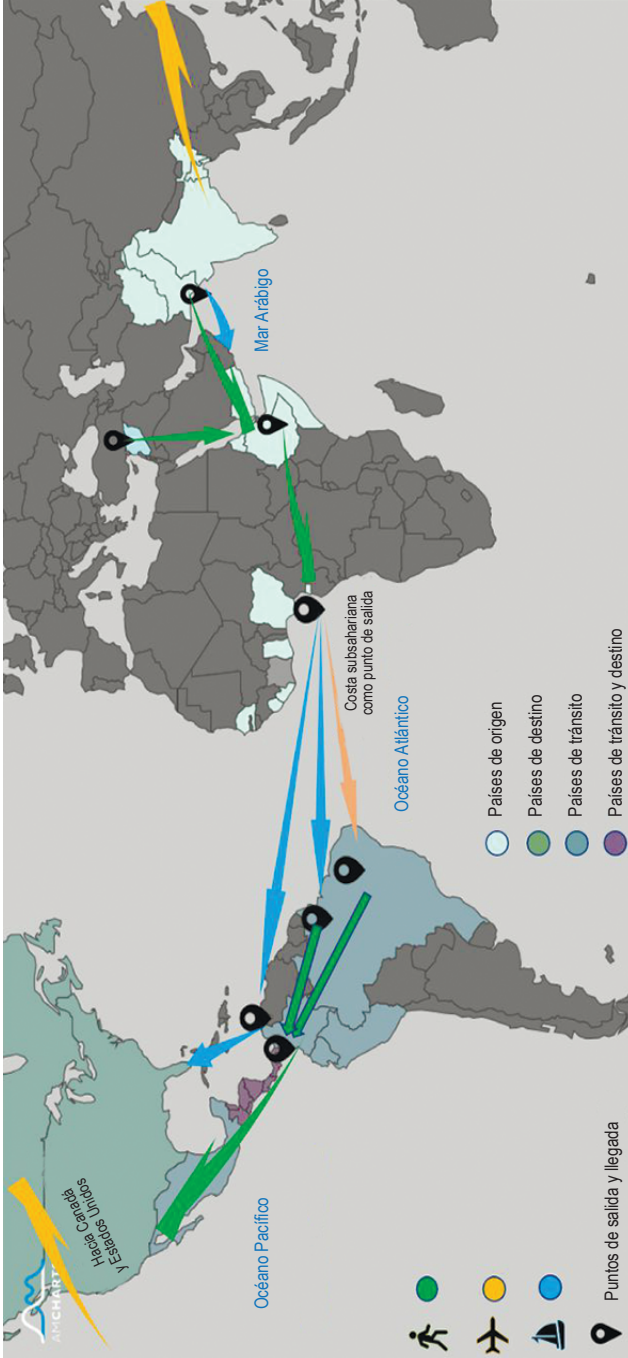 Hacia Canadá
y Estados Unidos
AMCHART
Océano Pacífico
Océano Atlántico
Costa subsahariana
como punto de salida
Mar Arábigo
Puntos de salida y llegada
Países de origen
Países de destino
Países de tránsito
Países de tránsito y destino